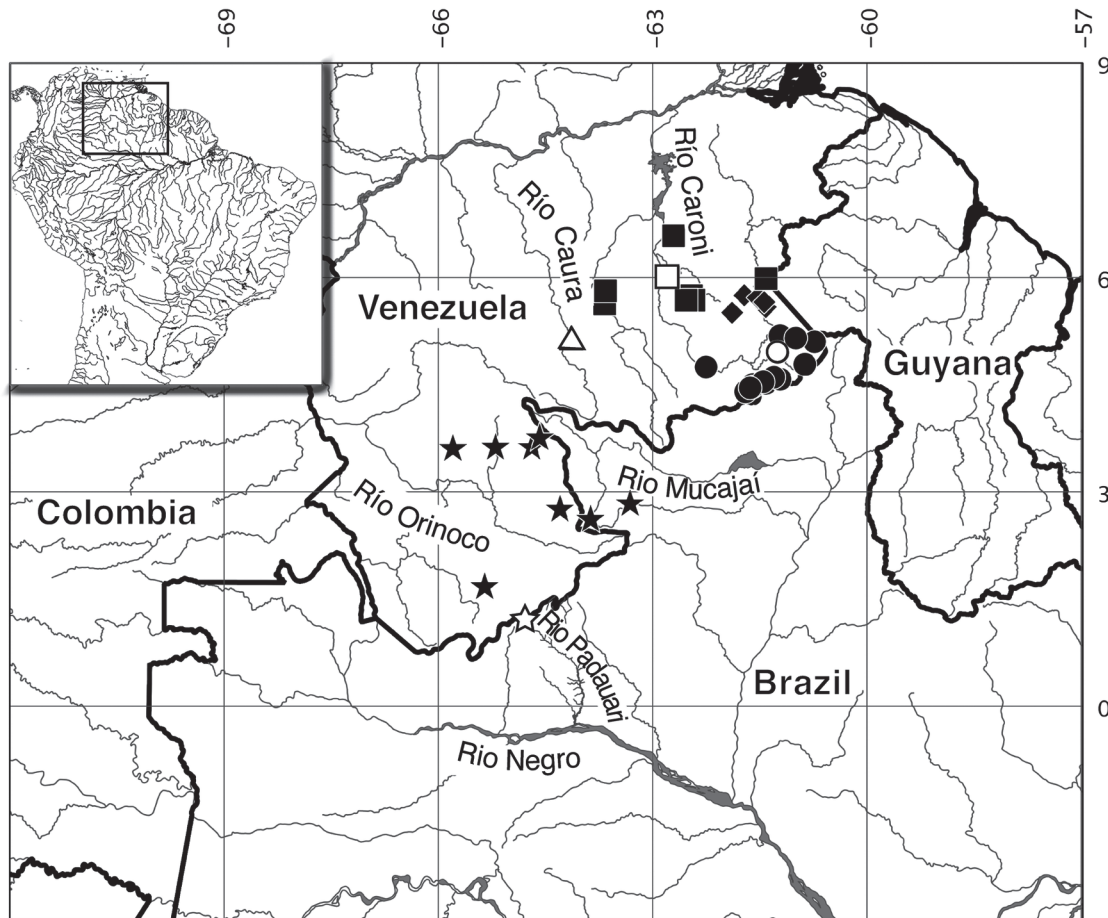 -69
-66
-63
-60
-57
9
Río Caroni
Río Caura
6
Venezuela
Guyana
Rio Mucajaí
3
Río Orinoco
Colombia
Rio Padauari
Brazil
0
Rio Negro